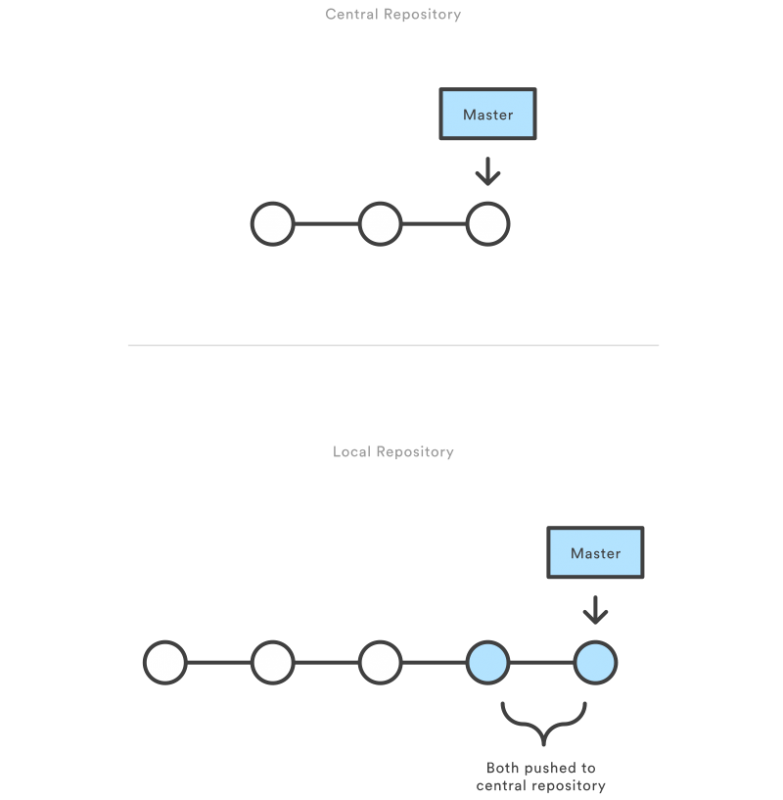 Central Repository
Master
Local Repository
Master
Both pushed to
central repository